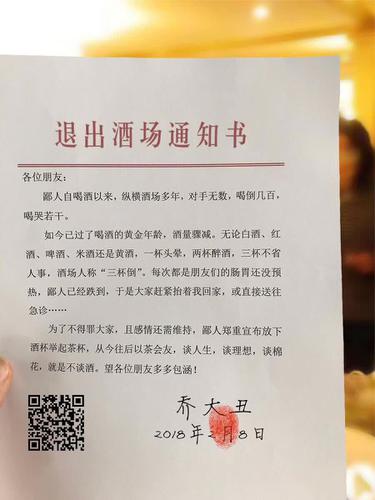 退出酒场通知书
各位朋友：
鄙人自喝酒以来，纵横酒场多年，对手无数，喝倒几百，
喝哭若干。
如今已过了喝酒的黄金年龄，酒量骤减。无论白酒、红
酒、啤酒、米酒还是黄酒，一杯头晕，两杯醉酒，三杯不省
人事，酒场人称“三杯倒”。每次都是朋友们的肠胃还没预
热，鄙人已经跌到，于是大家赶紧抬着我回家，或直接送往
急诊……
为了不得罪大家，且感情还需维持，鄙人郑重宣布放下
酒杯举起茶杯，从今往后以茶会友，谈人生，谈理想，谈棉
花，就是不谈酒。望各位朋友多多包涵！
乔大丑
2018年2月8日